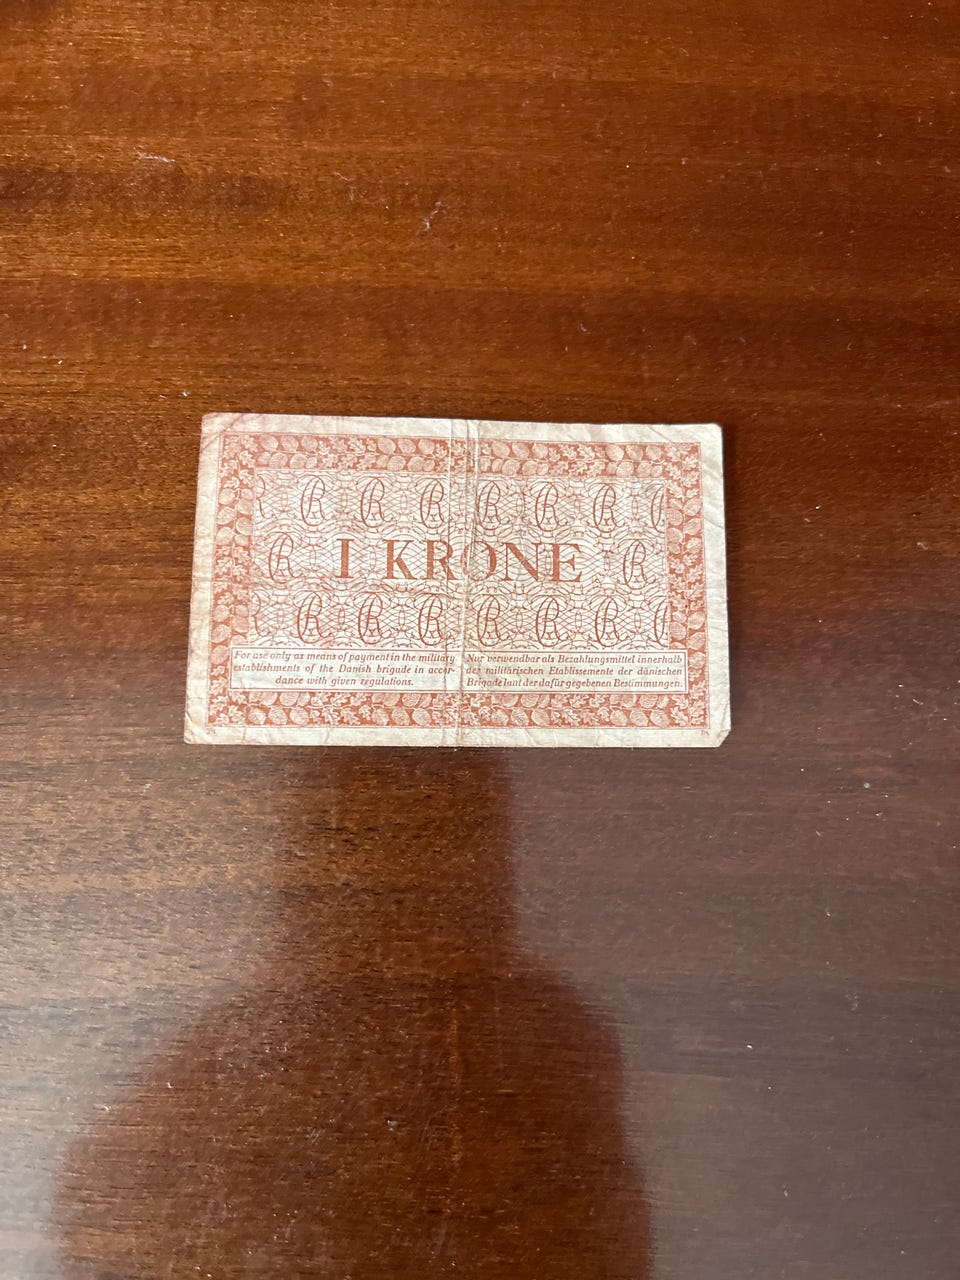 1 KRONE
For use only as means of payment in the military
establishments of the Danish brigade in accor-
dance with given regulations.
Nur verwendbar als Bezahlungsmittel innerhalb
der militärischen Etablissemente der dänischen
Brigade laut der dafür gegebenen Bestimmungen.